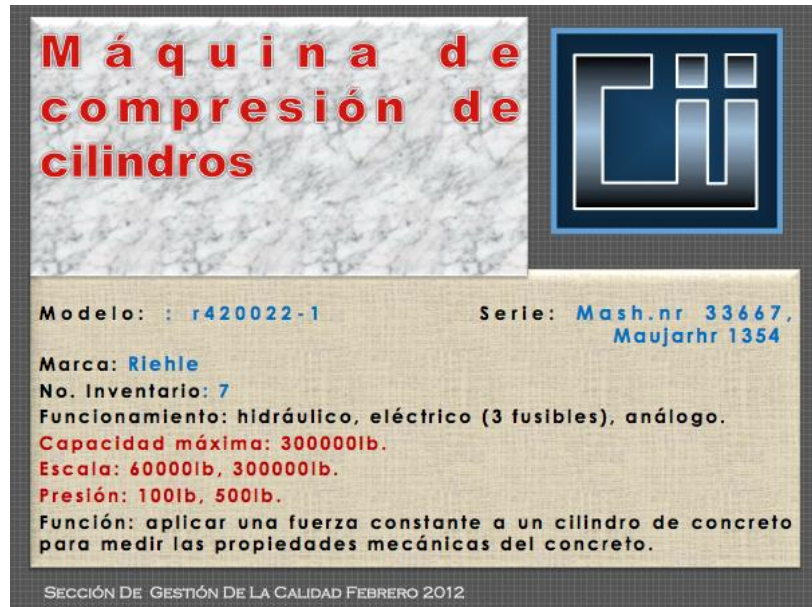 Máquina de
compresión de
cilindros
Cii
Modelo: : r420022-1 Serie: Mash.nr 33667,
Maujarhr 1354
Marca: Riehle
No. Inventario: 7
Funcionamiento: hidráulico, eléctrico (3 fusibles), análogo.
Capacidad máxima: 300000lb.
Escala: 60000lb, 300000lb.
Presión: 100lb, 500lb.
Función: aplicar una fuerza constante a un cilindro de concreto
para medir las propiedades mecánicas del concreto.
SECCIÓN DE GESTIÓN DE LA CALIDAD FEBRERO 2012